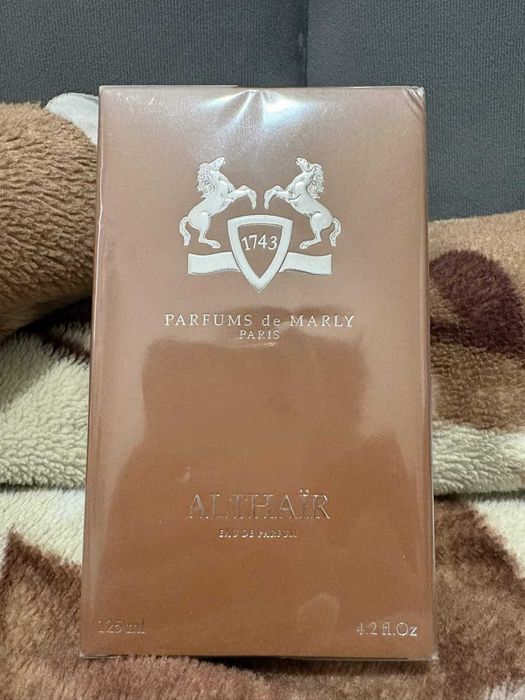 1743
PARFUMS de MARLY
PARIS
ALTHAÏR
EAU DE PARFUM
125 ml
4.2 fl.Oz